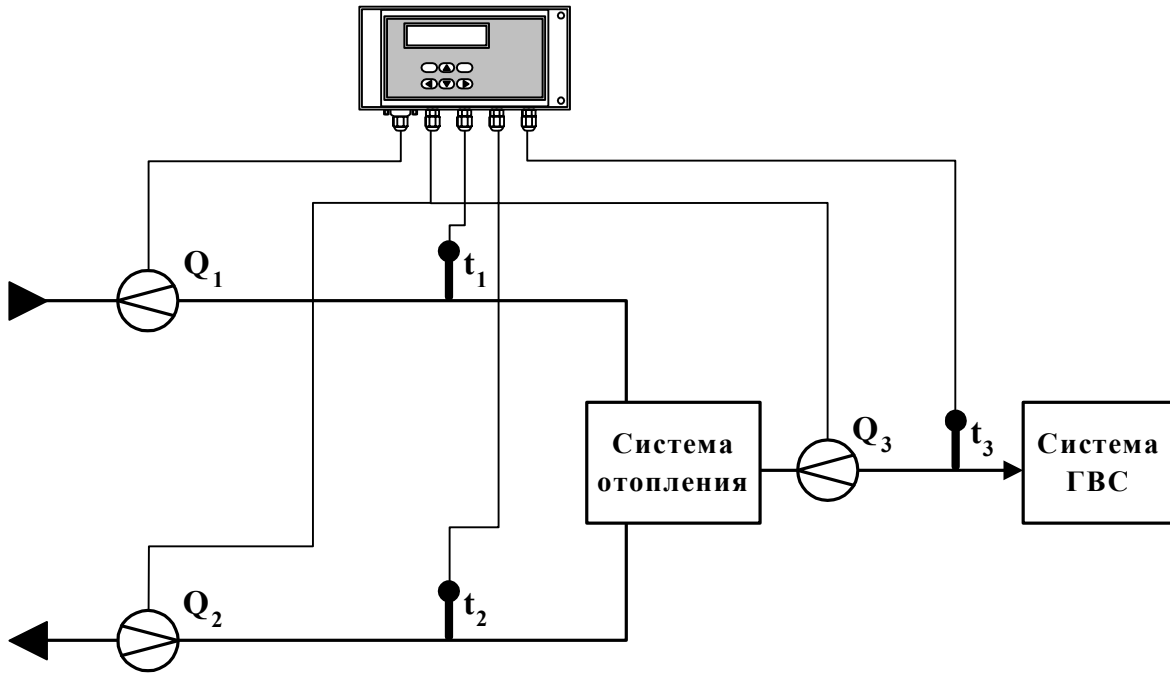 Q1
t1
Q3
t3
Система
отопления
Система
ГВС
Q2
t2